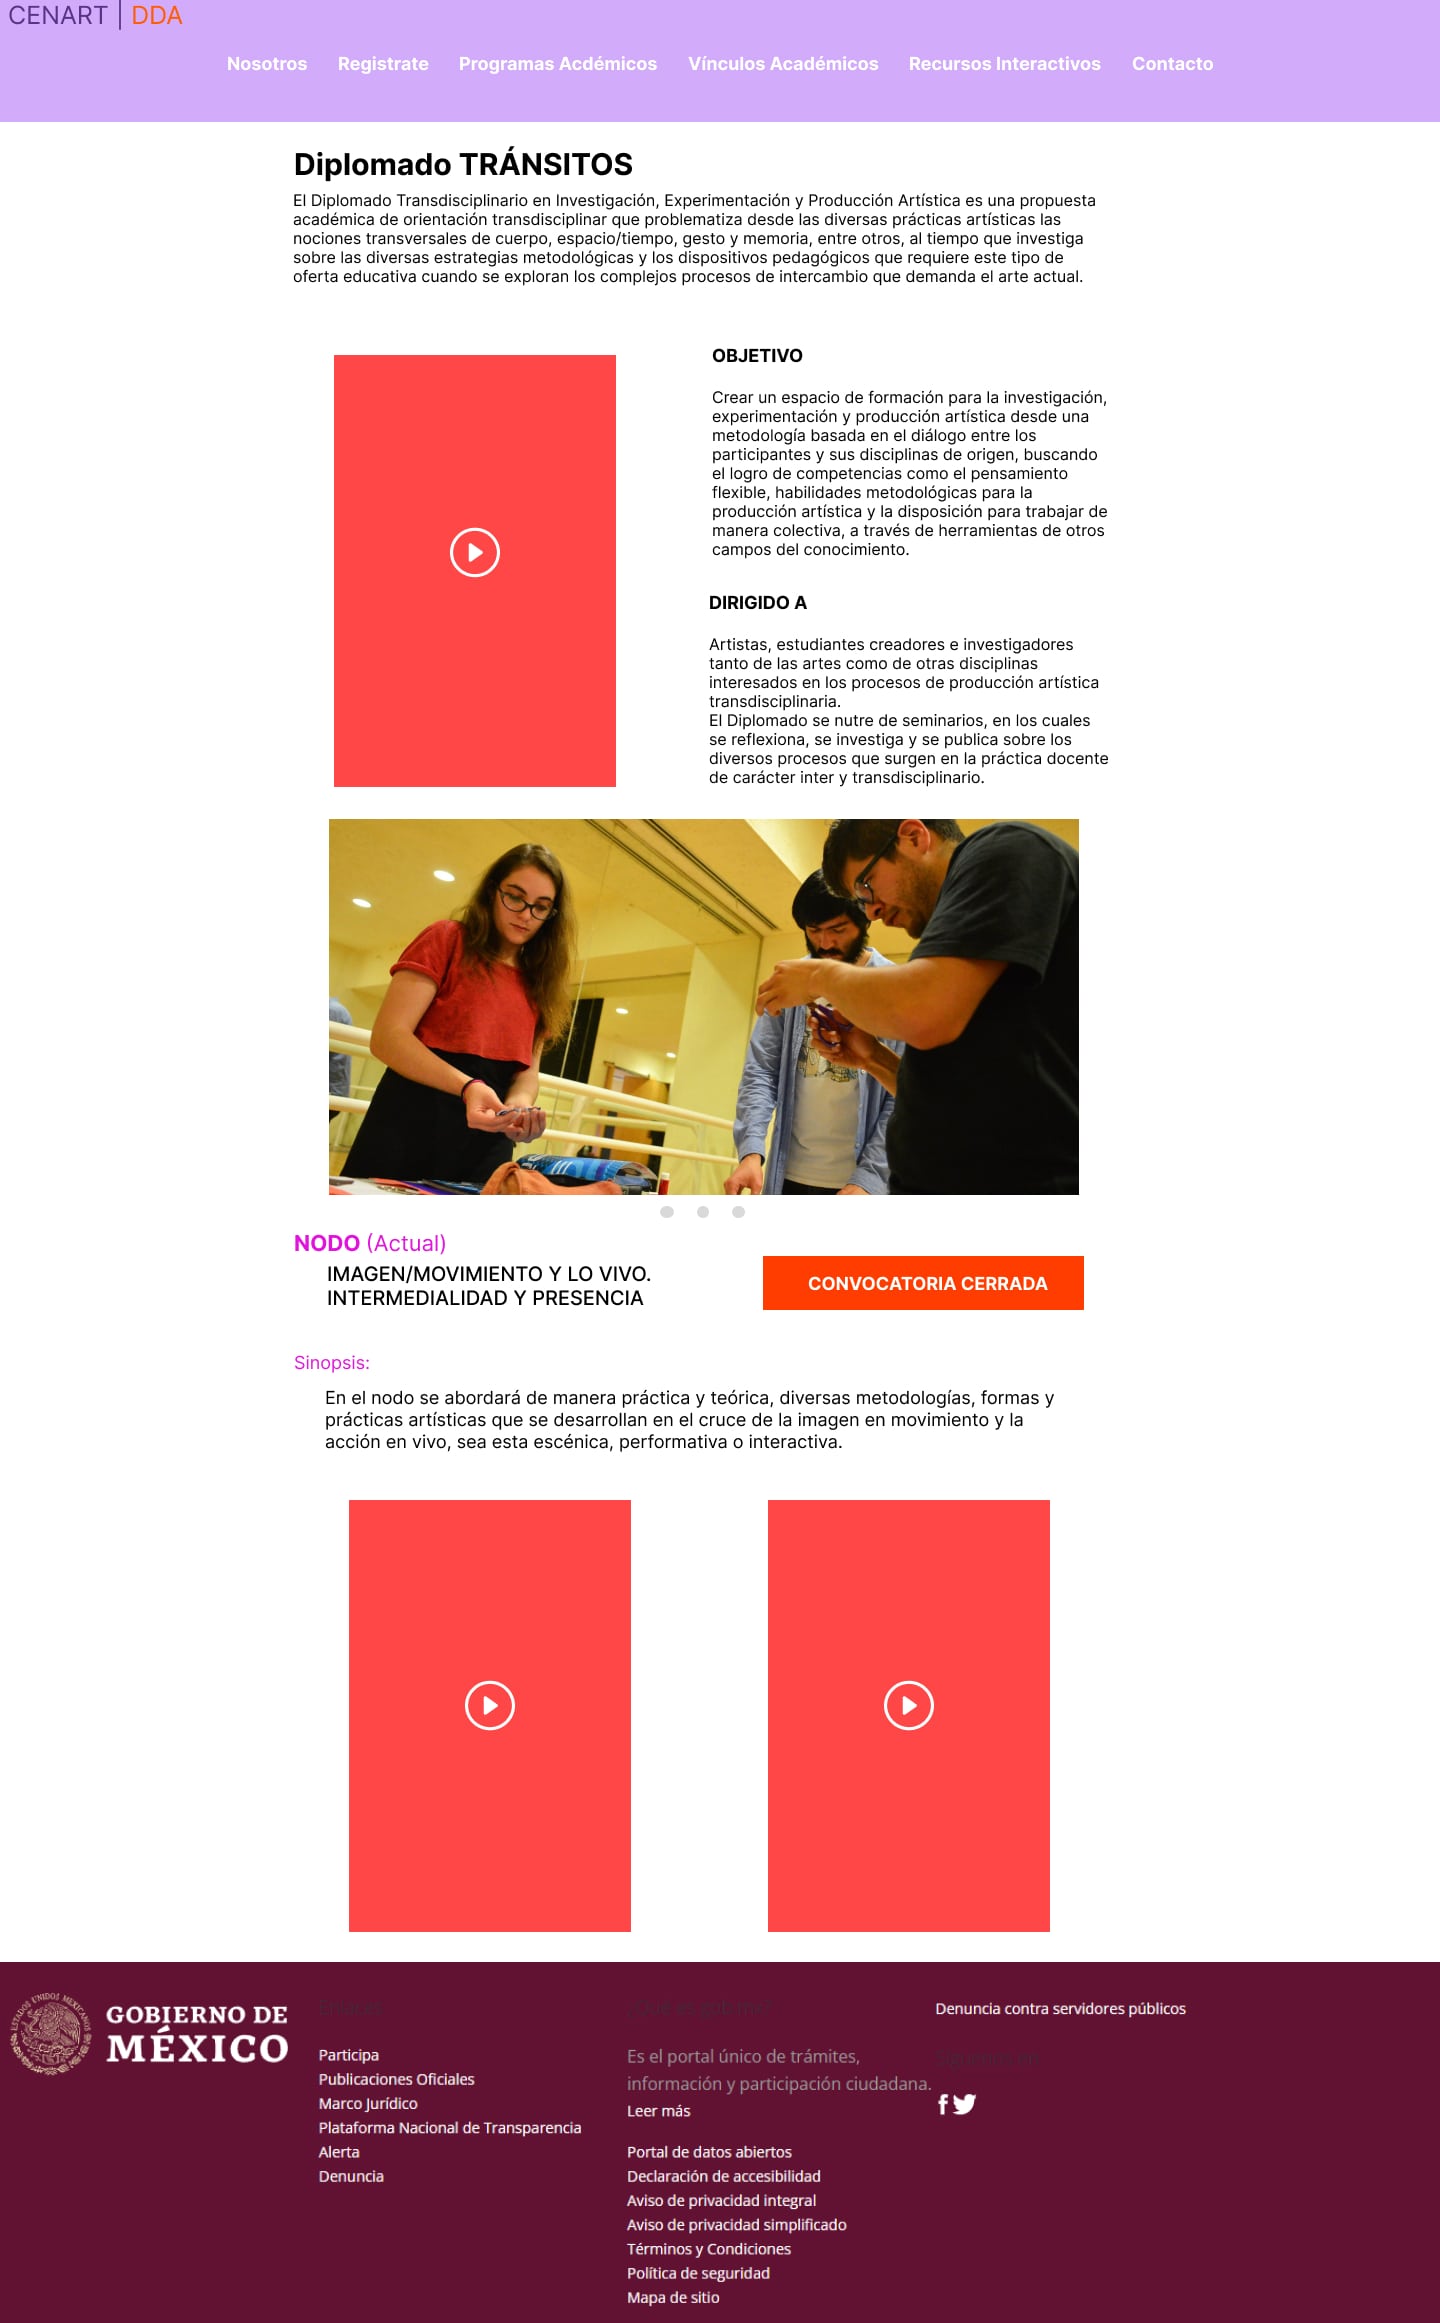 CENART | DDA
Nosotros Registrate Programas Acdémicos Vínculos Académicos Recursos Interactivos Contacto
Diplomado TRÁNSITOS
El Diplomado Transdisciplinario en Investigación, Experimentación y Producción Artística es una propuesta
académica de orientación transdisciplinar que problematiza desde las diversas prácticas artísticas las
nociones transversales de cuerpo, espacio/tiempo, gesto y memoria, entre otros, al tiempo que investiga
sobre las diversas estrategias metodológicas y los dispositivos pedagógicos que requiere este tipo de
oferta educativa cuando se exploran los complejos procesos de intercambio que demanda el arte actual.
OBJETIVO
Crear un espacio de formación para la investigación,
experimentación y producción artística desde una
metodología basada en el diálogo entre los
participantes y sus disciplinas de origen, buscando
el logro de competencias como el pensamiento
flexible, habilidades metodológicas para la
producción artística y la disposición para trabajar de
manera colectiva, a través de herramientas de otros
campos del conocimiento.
DIRIGIDO A
Artistas, estudiantes creadores e investigadores
tanto de las artes como de otras disciplinas
interesados en los procesos de producción artística
transdisciplinaria.
El Diplomado se nutre de seminarios, en los cuales
se reflexiona, se investiga y se publica sobre los
diversos procesos que surgen en la práctica docente
de carácter inter y transdisciplinario.
NODO (Actual)
IMAGEN/MOVIMIENTO Y LO VIVO.
INTERMEDIALIDAD Y PRESENCIA
CONVOCATORIA CERRADA
Sinopsis:
En el nodo se abordará de manera práctica y teórica, diversas metodologías, formas y
prácticas artísticas que se desarrollan en el cruce de la imagen en movimiento y la
acción en vivo, sea esta escénica, performativa o interactiva.
ESTADOS UNIDOS MEXICANOS
GOBIERNO DE
MÉXICO
Enlaces
Participa
Publicaciones Oficiales
Marco Jurídico
Plataforma Nacional de Transparencia
Alerta
Denuncia
¿Qué es gob.mx?
Es el portal único de trámites,
información y participación ciudadana.
Leer más
Portal de datos abiertos
Declaración de accesibilidad
Aviso de privacidad integral
Aviso de privacidad simplificado
Términos y Condiciones
Política de seguridad
Mapa de sitio
Denuncia contra servidores públicos
Síguenos en